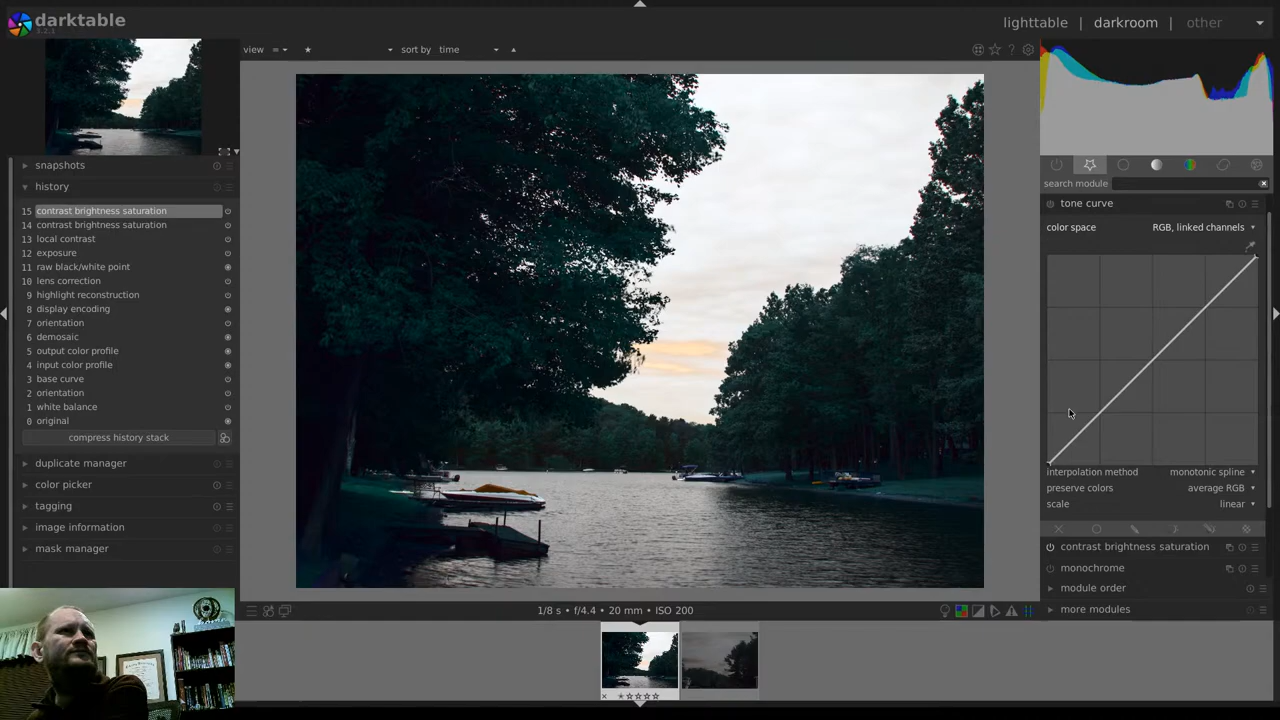 darktable
3.2.1
lighttable | darkroom | other
view
sort by time
snapshots
history
15 contrast brightness saturation
14 contrast brightness saturation
13 local contrast
12 exposure
11 raw black/white point
10 lens correction
9 highlight reconstruction
8 display encoding
7 orientation
6 demosaic
5 output color profile
4 input color profile
3 base curve
2 orientation
1 white balance
0 original
compress history stack
duplicate manager
color picker
tagging
image information
mask manager
1/8 s • f/4.4 • 20 mm • ISO 200
search module
tone curve
color space RGB, linked channels
interpolation method monotonic spline
preserve colors average RGB
scale linear
contrast brightness saturation
monochrome
module order
more modules